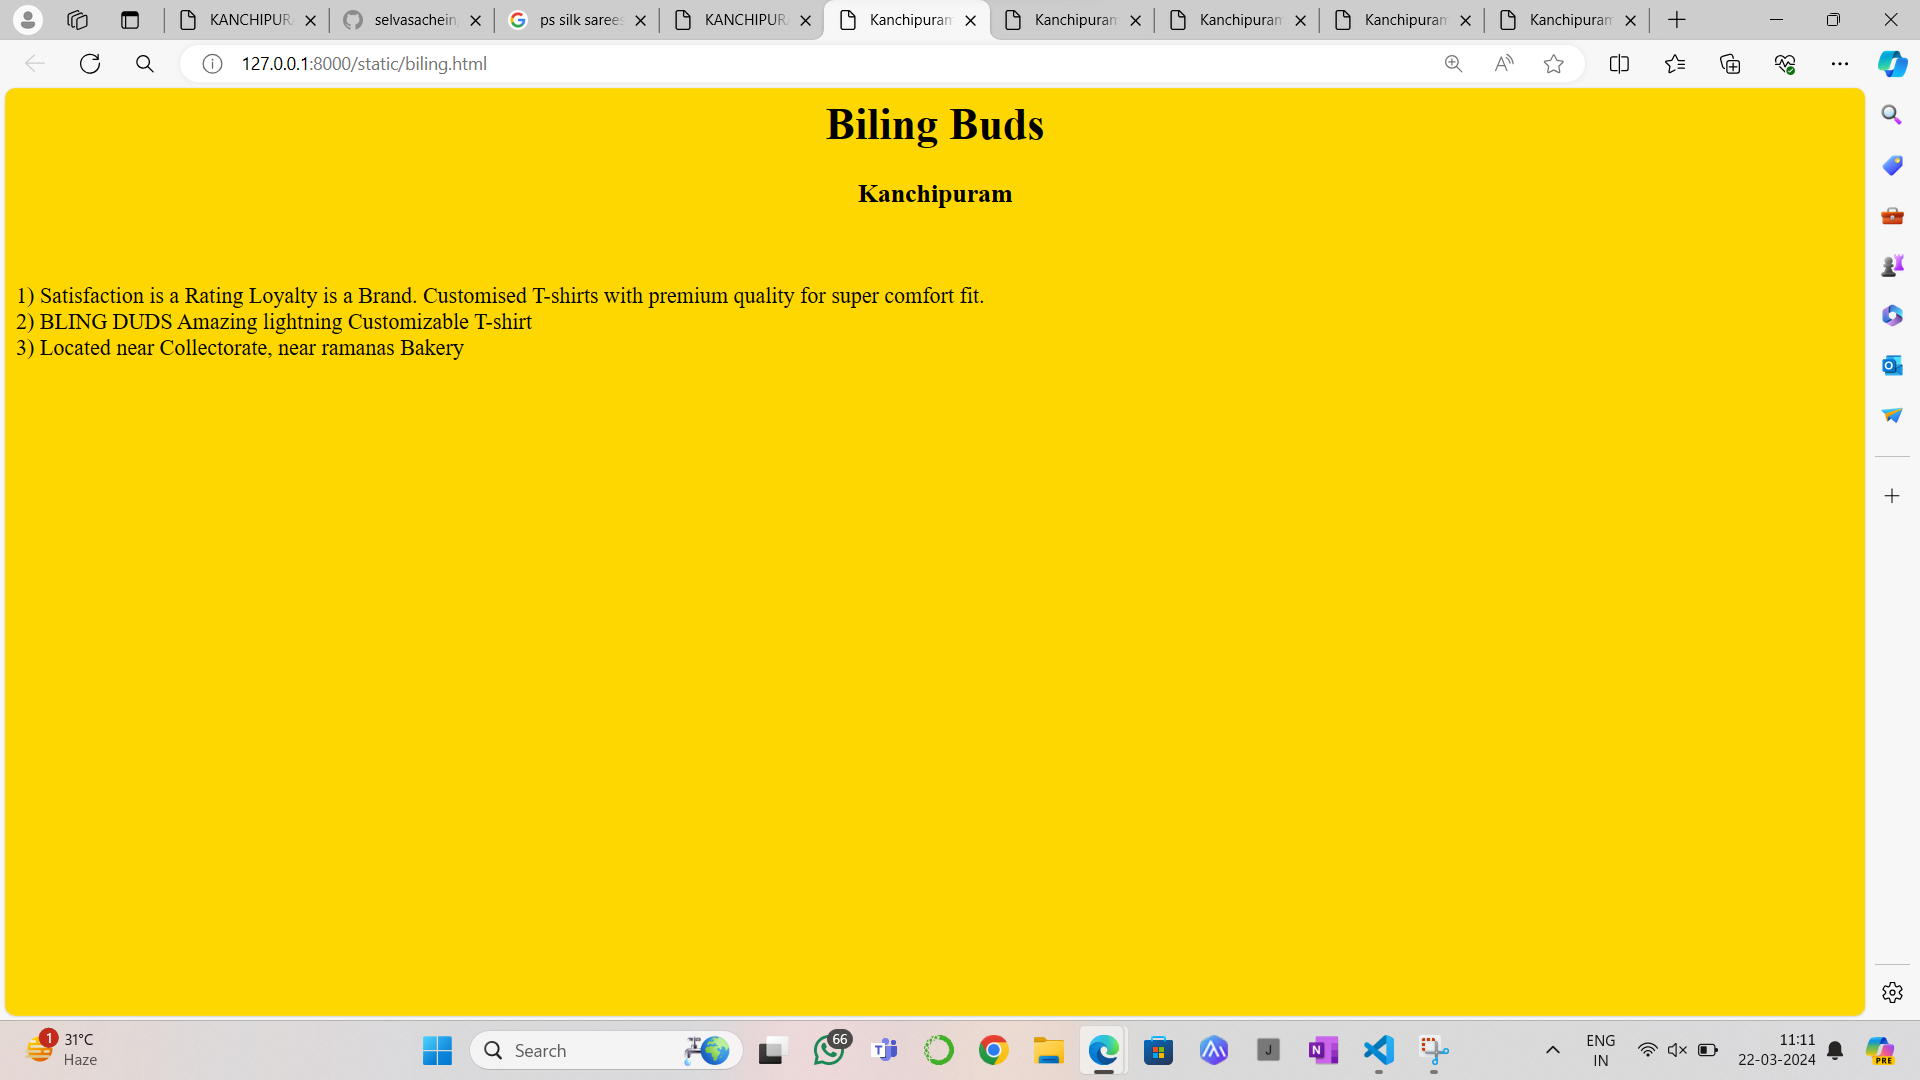 KANCHIPUR
selvasachein
ps silk sarees
KANCHIPUR
Kanchipuram
Kanchipuram
Kanchipuram
Kanchipuram
Kanchipuram
127.0.0.1:8000/static/biling.html
Biling Buds
Kanchipuram
1) Satisfaction is a Rating Loyalty is a Brand. Customised T-shirts with premium quality for super comfort fit.
2) BLING DUDS Amazing lightning Customizable T-shirt
3) Located near Collectorate, near ramanas Bakery
1
31°C
Haze
Search
66
J
ENG
IN
11:11
22-03-2024
PRE